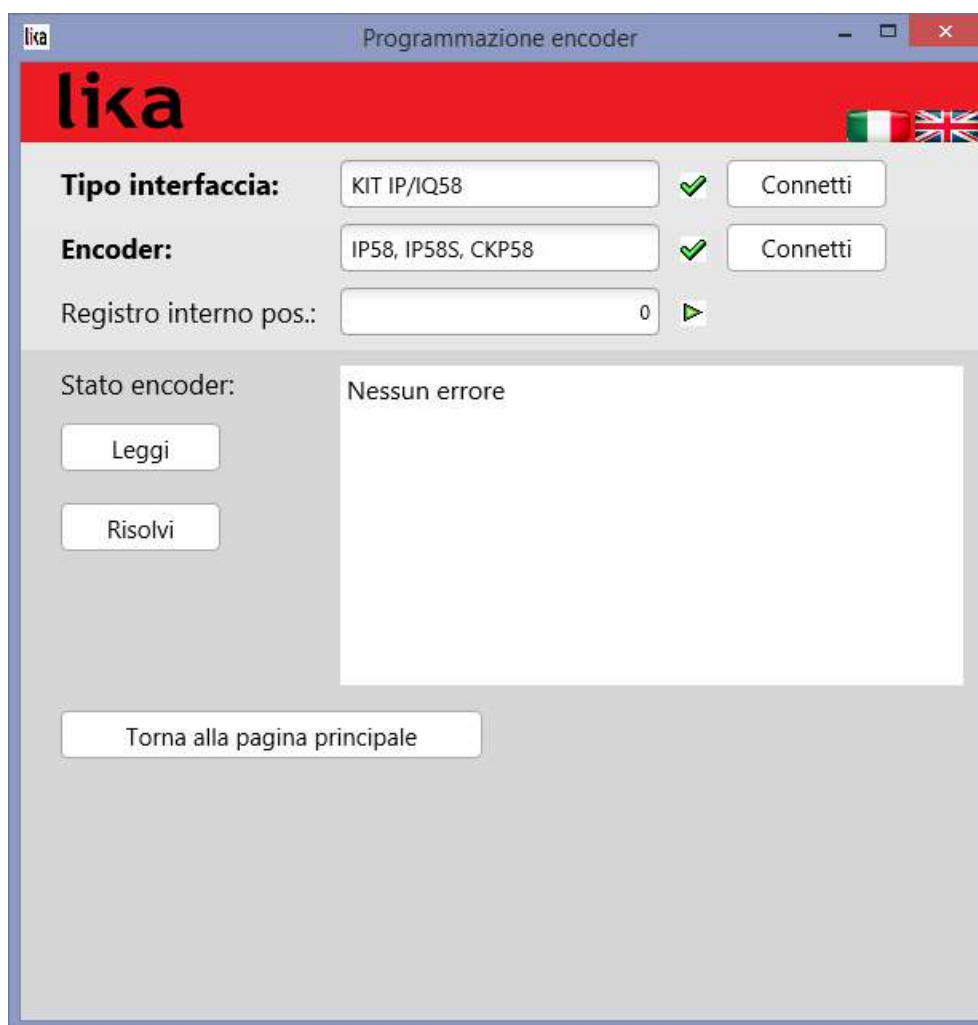 lika
Programmazione encoder
lika
Tipo interfaccia: KIT IP/IQ58 Connetti
Encoder: IP58, IP58S, CKP58 Connetti
Registro interno pos.: 0
Stato encoder: Nessun errore
Leggi
Risolvi
Torna alla pagina principale